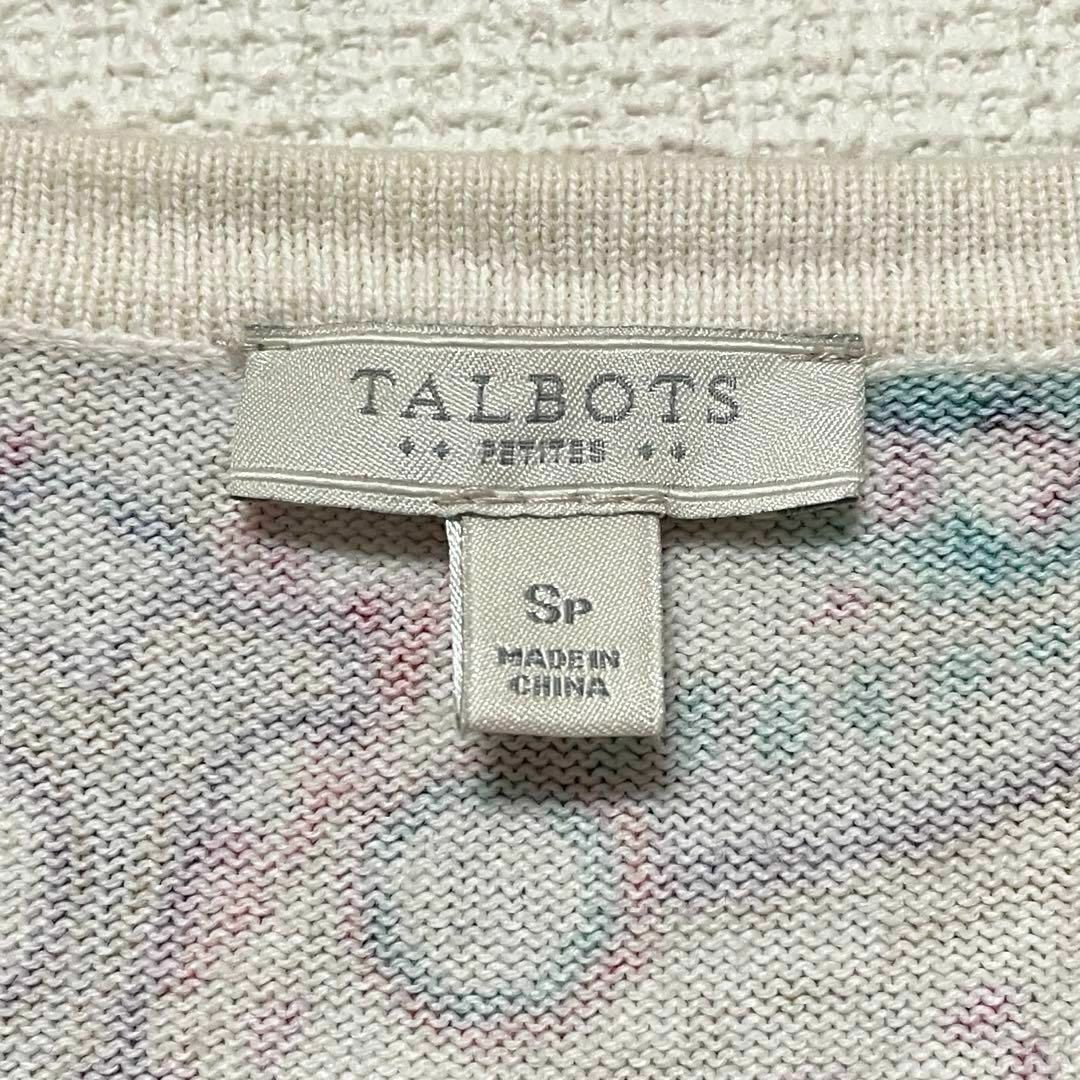 TALBOTS
PETITES
SP
MADE IN
CHINA